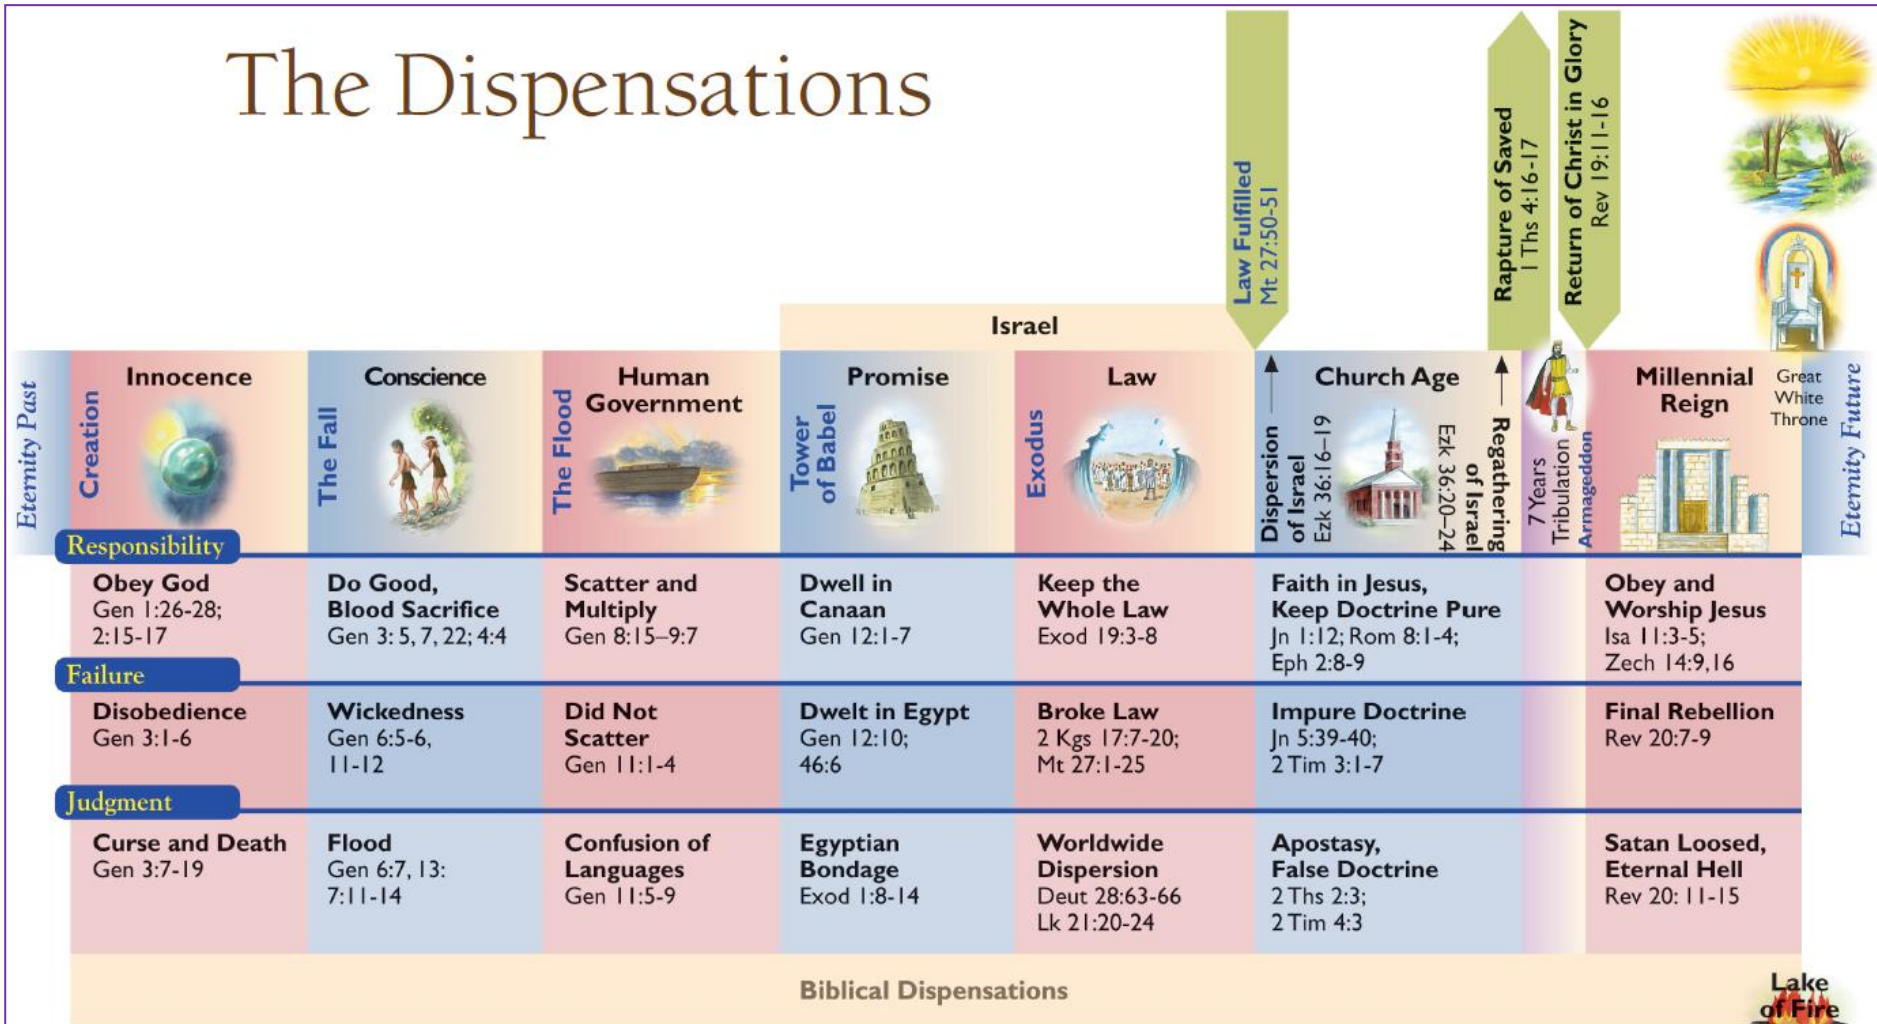 The Dispensations
Law Fulfilled
Mt 27:50-51
Rapture of Saved
1 Ths 4:16-17
Return of Christ in Glory
Rev 19:11-16
Israel
Eternity Past
Creation
Innocence
The Fall
Conscience
The Flood
Human
Government
Tower
of Babel
Promise
Exodus
Law
Dispersion
of Israel
Ezk 36:16–19
Church Age
Ezk 36:20–24
Regathering
of Israel
7 Years
Tribulation
Armageddon
Millennial
Reign
Great
White
Throne
Eternity Future
Responsibility
Obey God
Gen 1:26-28;
2:15-17
Do Good,
Blood Sacrifice
Gen 3: 5, 7, 22; 4:4
Scatter and
Multiply
Gen 8:15–9:7
Dwell in
Canaan
Gen 12:1-7
Keep the
Whole Law
Exod 19:3-8
Faith in Jesus,
Keep Doctrine Pure
Jn 1:12; Rom 8:1-4;
Eph 2:8-9
Obey and
Worship Jesus
Isa 11:3-5;
Zech 14:9,16
Failure
Disobedience
Gen 3:1-6
Wickedness
Gen 6:5-6,
11-12
Did Not
Scatter
Gen 11:1-4
Dwelt in Egypt
Gen 12:10;
46:6
Broke Law
2 Kgs 17:7-20;
Mt 27:1-25
Impure Doctrine
Jn 5:39-40;
2 Tim 3:1-7
Final Rebellion
Rev 20:7-9
Judgment
Curse and Death
Gen 3:7-19
Flood
Gen 6:7, 13:
7:11-14
Confusion of
Languages
Gen 11:5-9
Egyptian
Bondage
Exod 1:8-14
Worldwide
Dispersion
Deut 28:63-66
Lk 21:20-24
Apostasy,
False Doctrine
2 Ths 2:3;
2 Tim 4:3
Satan Loosed,
Eternal Hell
Rev 20: 11-15
Biblical Dispensations
Lake
of Fire